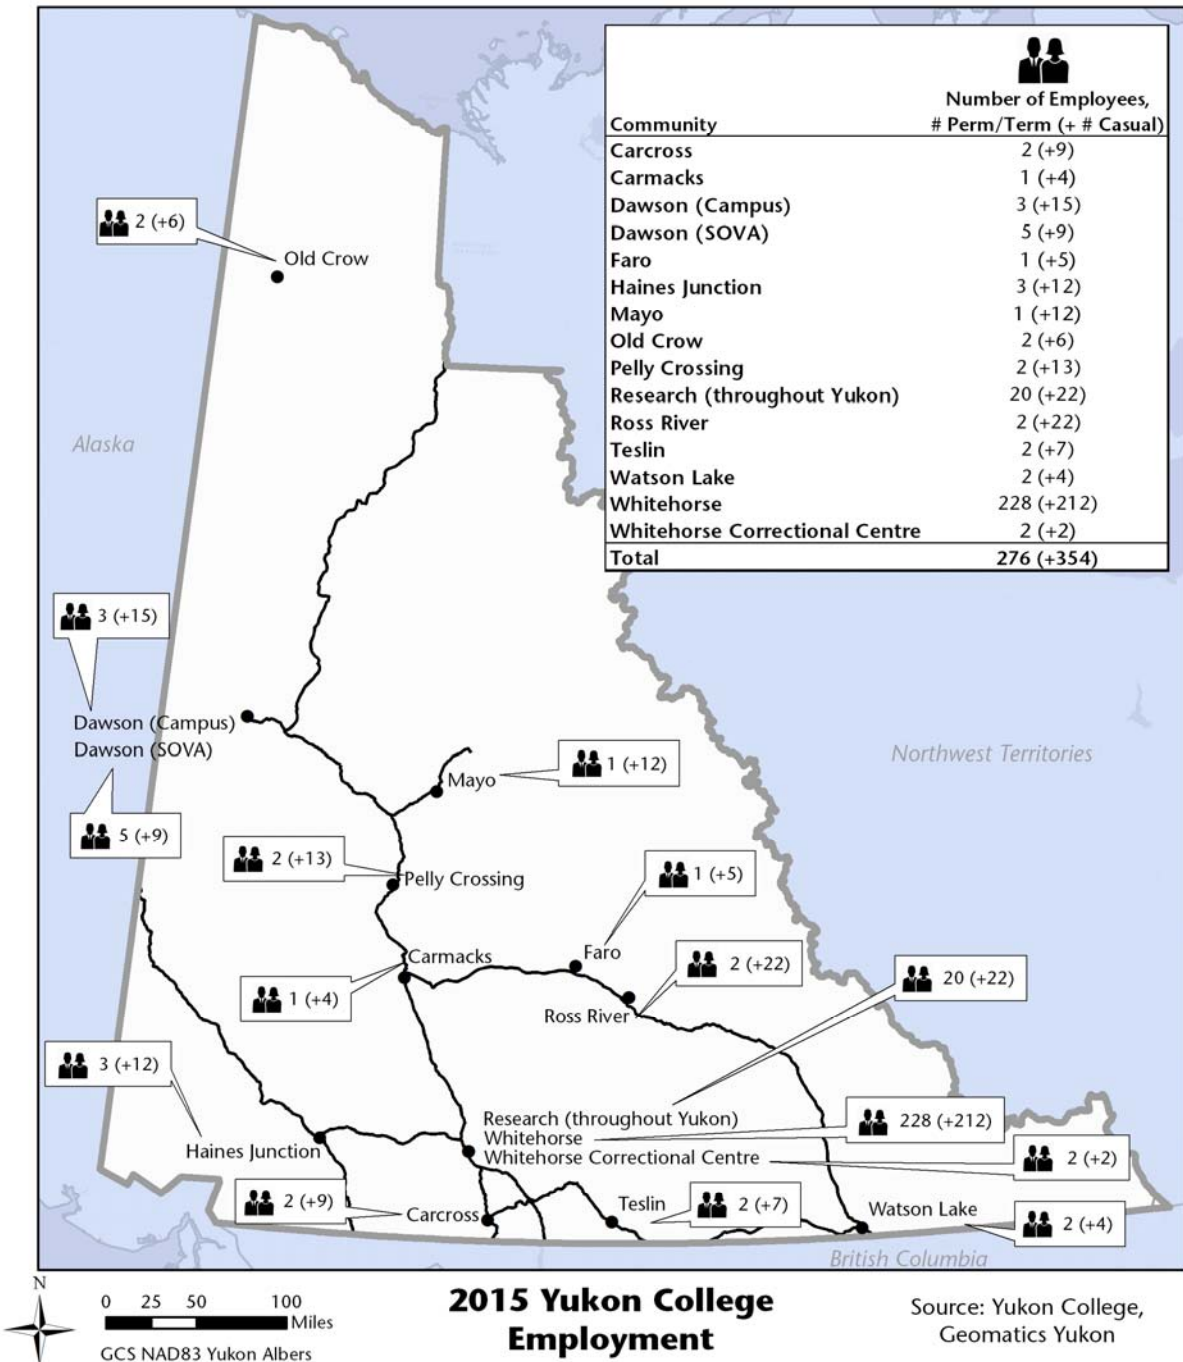 Number of Employees,
Community # Perm/Term (+ # Casual)
Carcross 2 (+9)
Carmacks 1 (+4)
Dawson (Campus) 3 (+15)
Dawson (SOVA) 5 (+9)
Faro 1 (+5)
Haines Junction 3 (+12)
Mayo 1 (+12)
Old Crow 2 (+6)
Pelly Crossing 2 (+13)
Research (throughout Yukon) 20 (+22)
Ross River 2 (+22)
Teslin 2 (+7)
Watson Lake 2 (+4)
Whitehorse 228 (+212)
Whitehorse Correctional Centre 2 (+2)
Total 276 (+354)
2 (+6)
Old Crow
Alaska
3 (+15)
Dawson (Campus)
Dawson (SOVA)
5 (+9)
Northwest Territories
Mayo
1 (+12)
2 (+13)
Pelly Crossing
1 (+5)
Faro
Carmacks
1 (+4)
2 (+22)
Ross River
20 (+22)
3 (+12)
Haines Junction
Research (throughout Yukon)
Whitehorse
Whitehorse Correctional Centre
228 (+212)
2 (+2)
2 (+9)
Carcross
Teslin
2 (+7)
Watson Lake
2 (+4)
British Columbia
N
0 25 50 100
Miles
GCS NAD83 Yukon Albers
2015 Yukon College
Employment
Source: Yukon College,
Geomatics Yukon